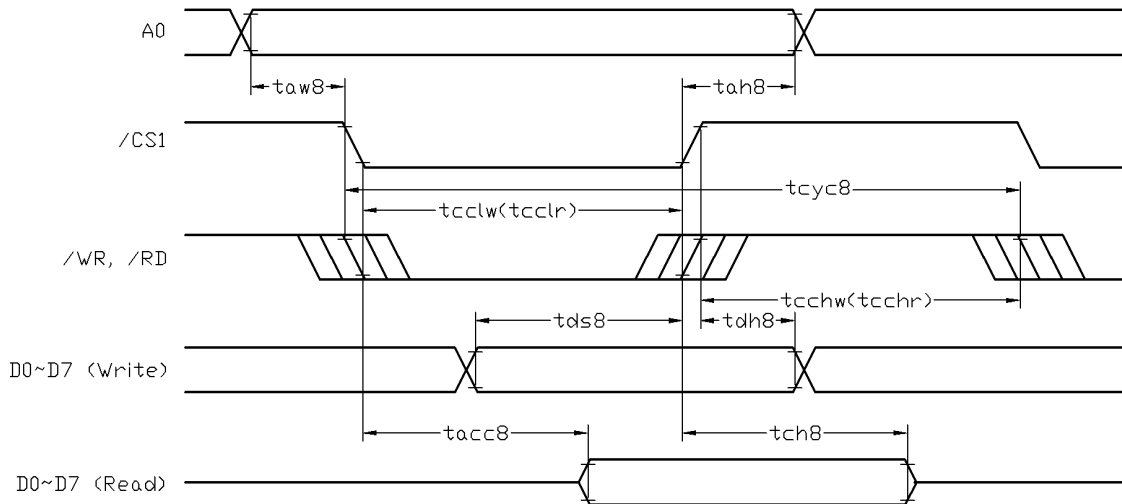 A0
taw8
tah8
/CS1
tcyc8
tcclw(tcclr)
/WR, /RD
tcchw(tcchr)
tds8
tdh8
D0~D7 (Write)
tacc8
tch8
D0~D7 (Read)